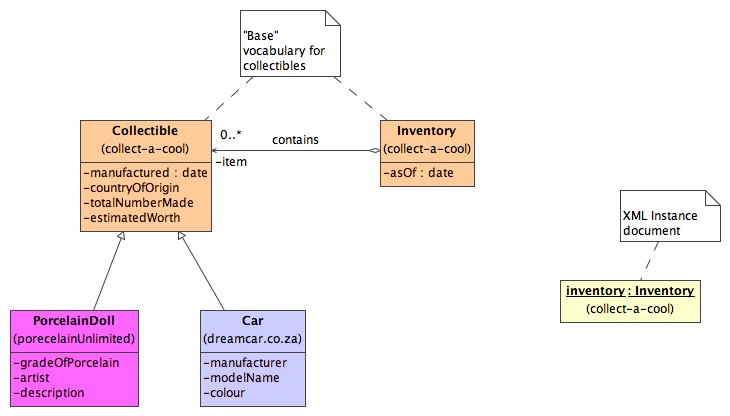 "Base"
vocabulary for
collectibles
Collectible
(collect-a-cool)
-manufactured : date
-countryOfOrigin
-totalNumberMade
-estimatedWorth
0..*
contains
-item
Inventory
(collect-a-cool)
-asOf : date
XML Instance
document
inventory : Inventory
(collect-a-cool)
PorcelainDoll
(porecelainUnlimited)
-gradeOfPorcelain
-artist
-description
Car
(dreamcar.co.za)
-manufacturer
-modelName
-colour